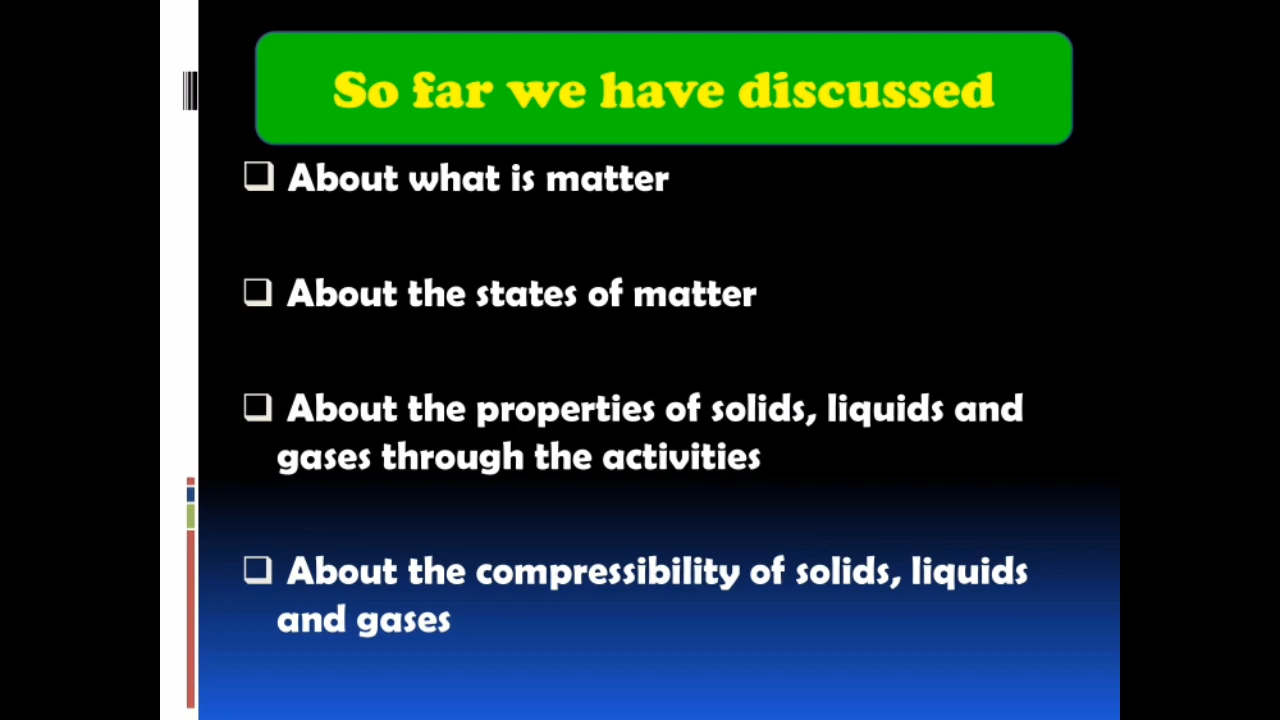 So far we have discussed
❑ About what is matter
❑ About the states of matter
❑ About the properties of solids, liquids and
gases through the activities
❑ About the compressibility of solids, liquids
and gases